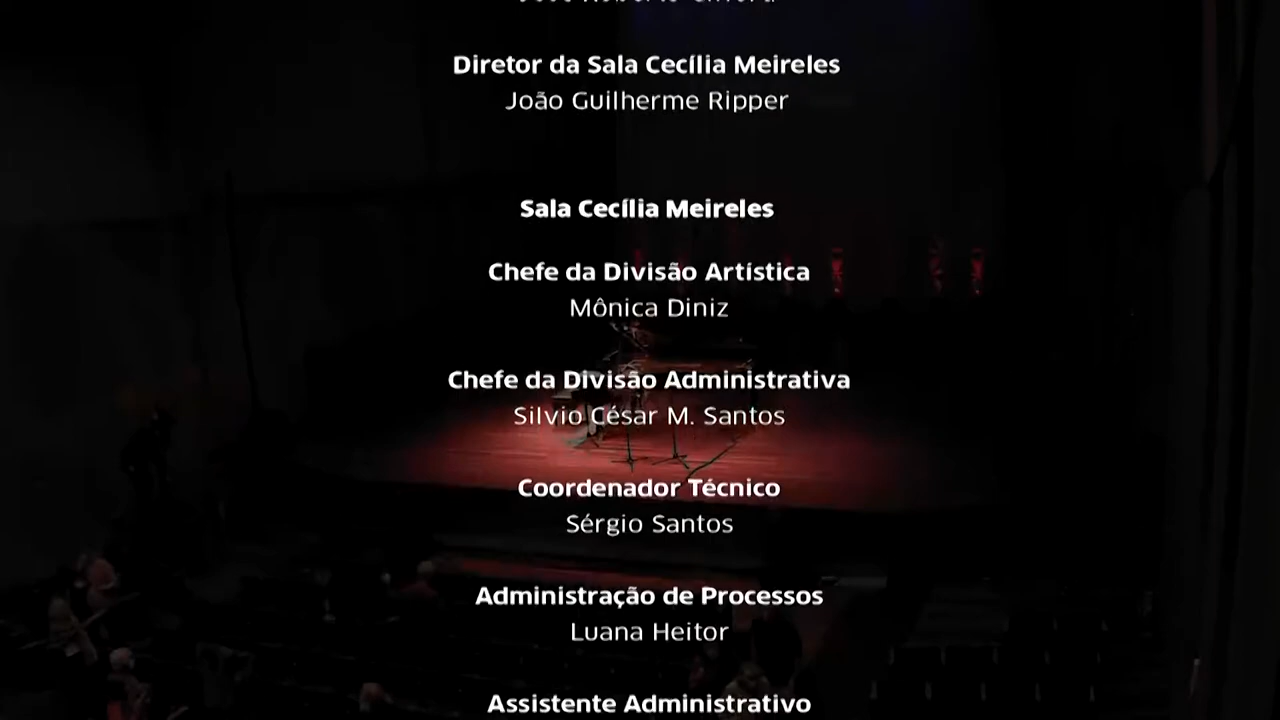 Diretor da Sala Cecília Meireles
João Guilherme Ripper
Sala Cecília Meireles
Chefe da Divisão Artística
Mônica Diniz
Chefe da Divisão Administrativa
Silvio César M. Santos
Coordenador Técnico
Sérgio Santos
Administração de Processos
Luana Heitor
Assistente Administrativo